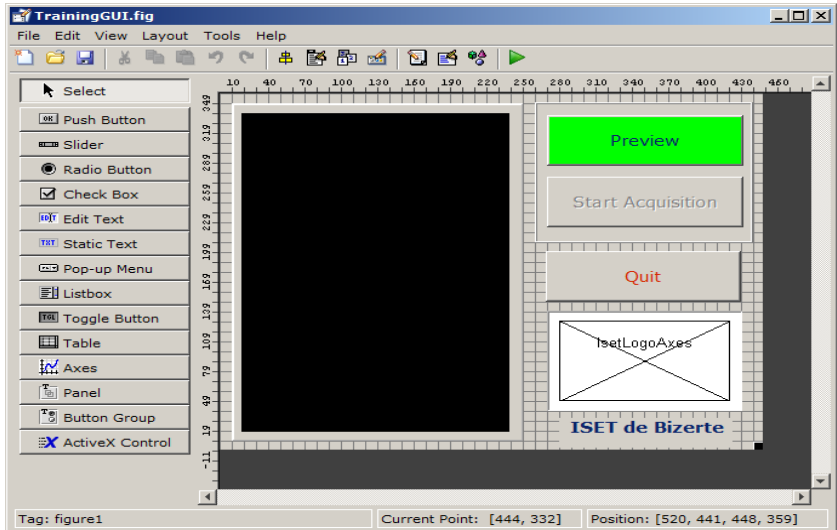 TrainingGUI.fig
File Edit View Layout Tools Help
Select
OK Push Button
Slider
Radio Button
Check Box
EDIT Edit Text
TXT Static Text
Pop-up Menu
Listbox
TGL Toggle Button
Table
Axes
Panel
Button Group
ActiveX Control
10 40 70 100 130 160 190 220 250 280 310 340 370 400 430 460
349
319
289
259
229
199
169
139
109
79
49
19
-11
Preview
Start Acquisition
Quit
IsetLogoAxes
ISET de Bizerte
Tag: figure1
Current Point: [444, 332]
Position: [520, 441, 448, 359]